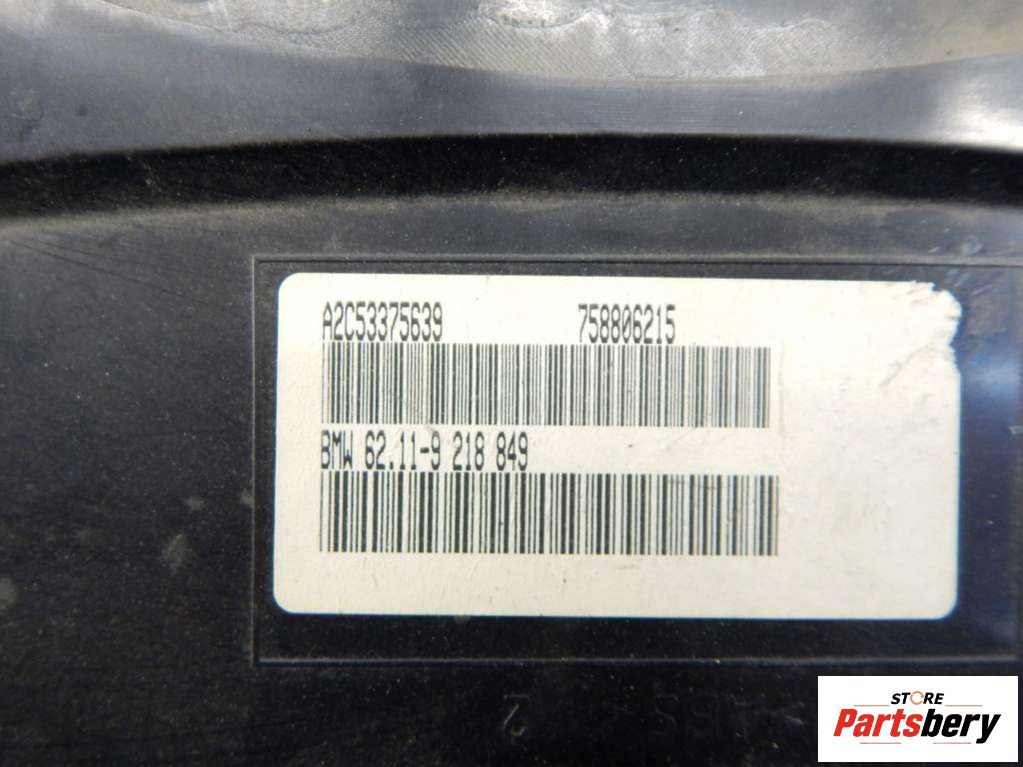 A2C53375639 758806215
BMW 62.11-9 218 849
STORE
Partsbery